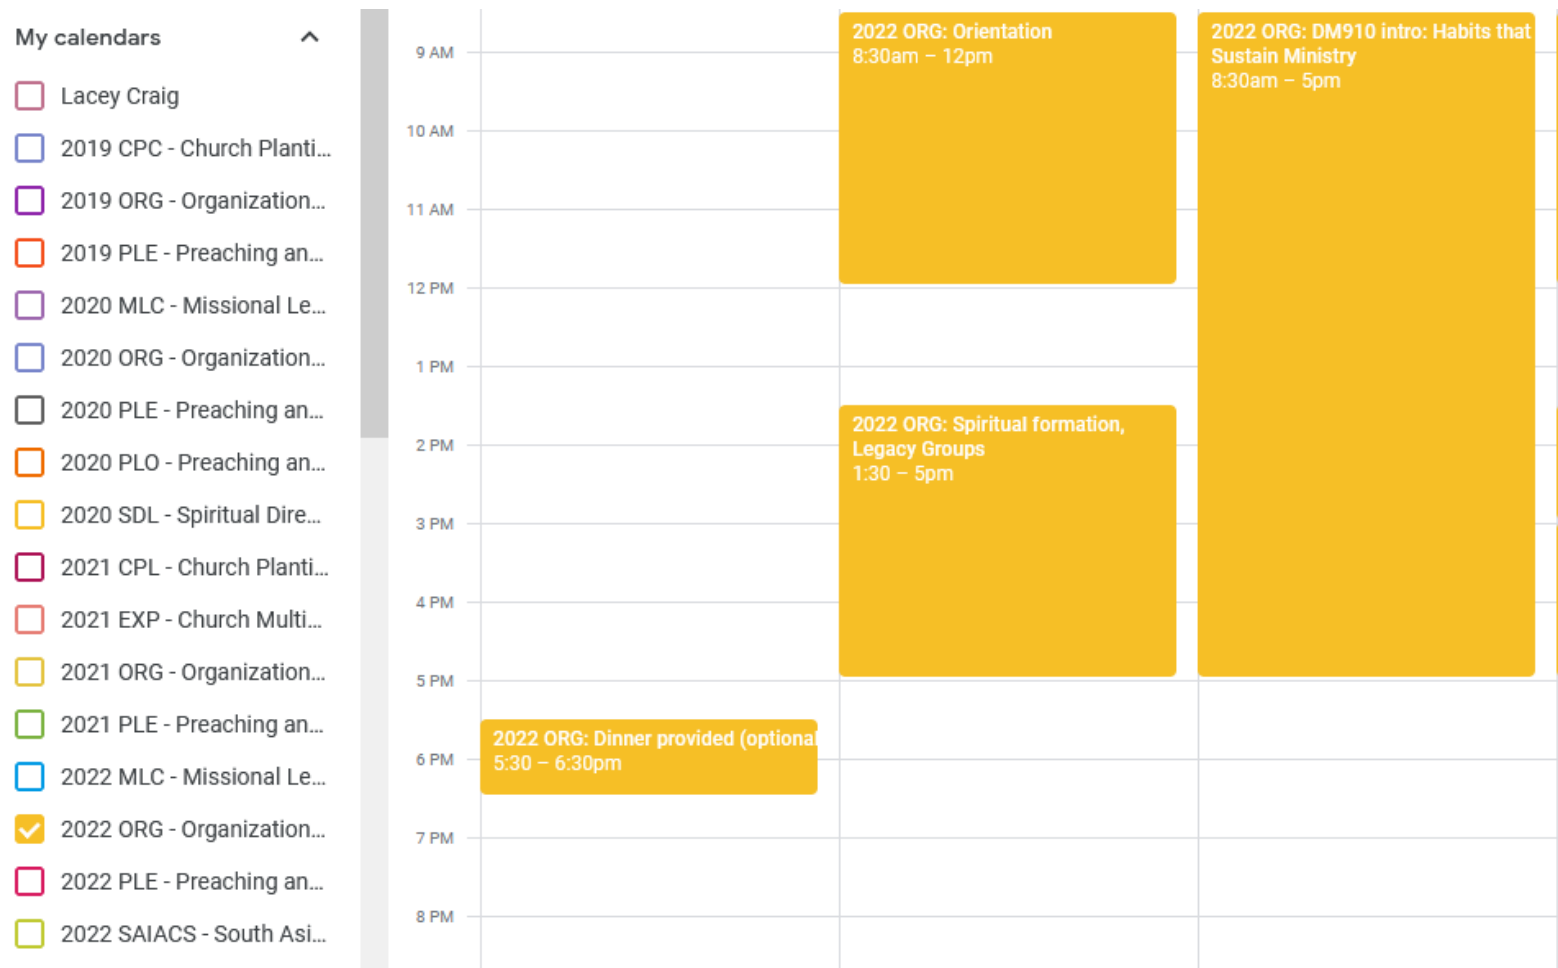 My calendars
Lacey Craig
2019 CPC - Church Planti...
2019 ORG - Organization...
2019 PLE - Preaching an...
2020 MLC - Missional Le...
2020 ORG - Organization...
2020 PLE - Preaching an...
2020 PLO - Preaching an...
2020 SDL - Spiritual Dire...
2021 CPL - Church Planti...
2021 EXP - Church Multi...
2021 ORG - Organization...
2021 PLE - Preaching an...
2022 MLC - Missional Le...
2022 ORG - Organization...
2022 PLE - Preaching an...
2022 SAIACS - South Asi...
9 AM
10 AM
11 AM
12 PM
1 PM
2 PM
3 PM
4 PM
5 PM
6 PM
7 PM
8 PM
2022 ORG: Dinner provided (optional
5:30 – 6:30pm
2022 ORG: Orientation
8:30am – 12pm
2022 ORG: Spiritual formation,
Legacy Groups
1:30 – 5pm
2022 ORG: DM910 intro: Habits that
Sustain Ministry
8:30am – 5pm